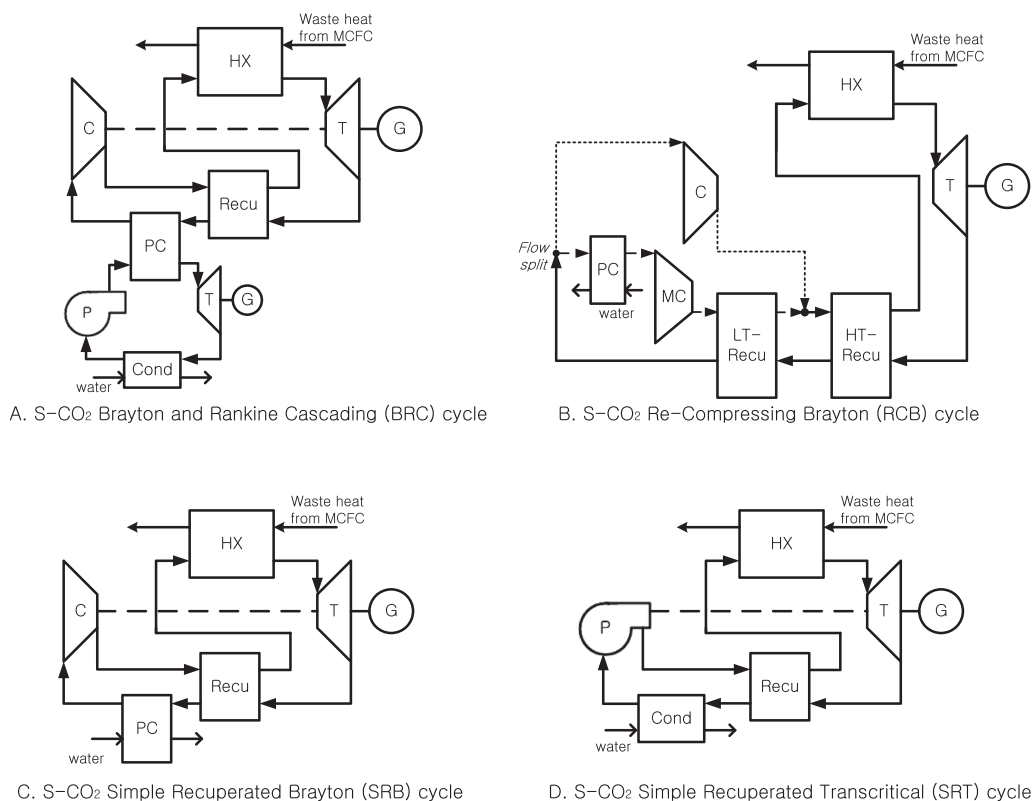 Waste heat
from MCFC
HX
C
T
G
Recu
PC
T
G
P
Cond
water
A. S-CO₂ Brayton and Rankine Cascading (BRC) cycle
Waste heat
from MCFC
HX
C
T
G
Flow
split
PC
MC
water
LT-
Recu
HT-
Recu
B. S-CO₂ Re-Compressing Brayton (RCB) cycle
Waste heat
from MCFC
HX
C
T
G
Recu
PC
water
C. S-CO₂ Simple Recuperated Brayton (SRB) cycle
Waste heat
from MCFC
HX
P
T
G
Recu
Cond
water
D. S-CO₂ Simple Recuperated Transcritical (SRT) cycle